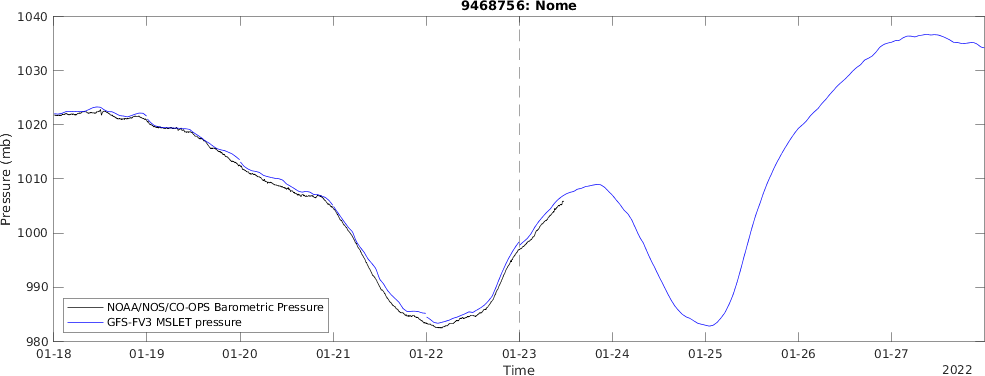 9468756: Nome
1040
1030
1020
1010
1000
990
980
Pressure (mb)
NOAA/NOS/CO-OPS Barometric Pressure
GFS-FV3 MSLET pressure
01-18 01-19 01-20 01-21 01-22 01-23 01-24 01-25 01-26 01-27
Time
2022